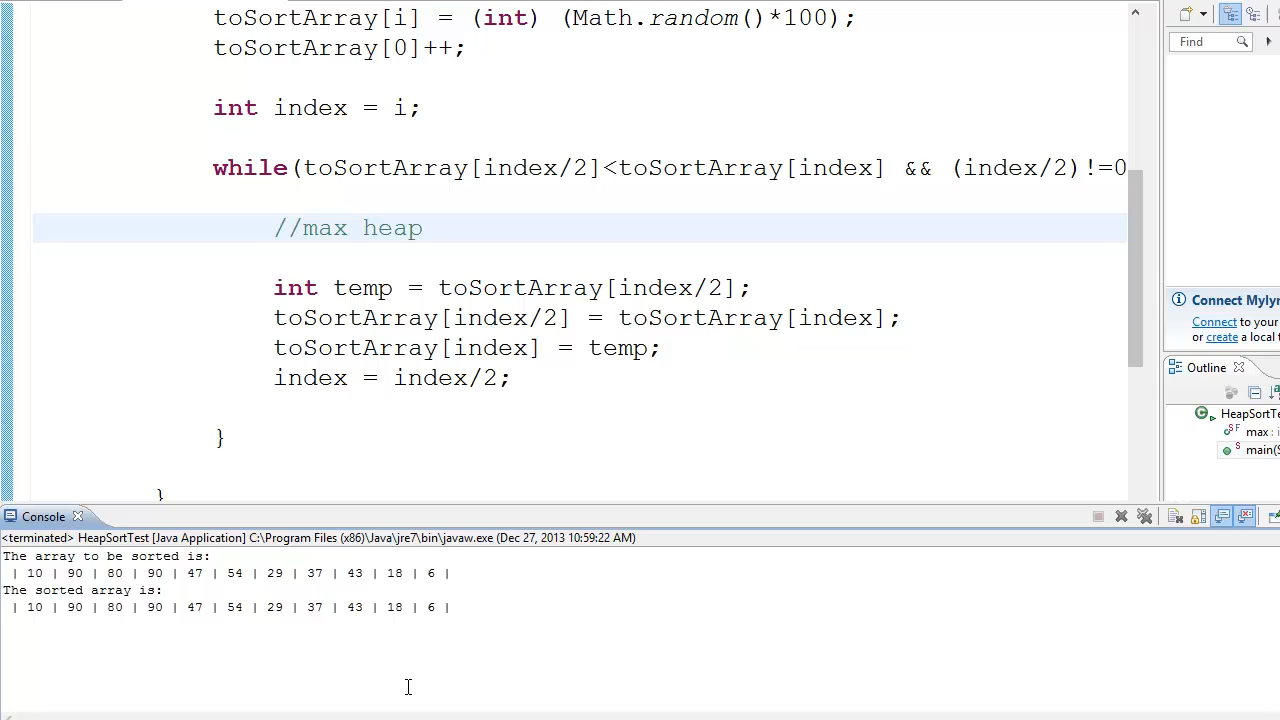 toSortArray[i] = (int) (Math.random()*100);
toSortArray[0]++;
int index = i;
while(toSortArray[index/2]<toSortArray[index] && (index/2)!=0
//max heap
int temp = toSortArray[index/2];
toSortArray[index/2] = toSortArray[index];
toSortArray[index] = temp;
index = index/2;
}
}
Find
Connect Mylyn
Connect to your
or create a local t
Outline
HeapSortTe
max : i
main(S
Console
<terminated> HeapSortTest [Java Application] C:\Program Files (x86)\Java\jre7\bin\javaw.exe (Dec 27, 2013 10:59:22 AM)
The array to be sorted is:
| 10 | 90 | 80 | 90 | 47 | 54 | 29 | 37 | 43 | 18 | 6 |
The sorted array is:
| 10 | 90 | 80 | 90 | 47 | 54 | 29 | 37 | 43 | 18 | 6 |